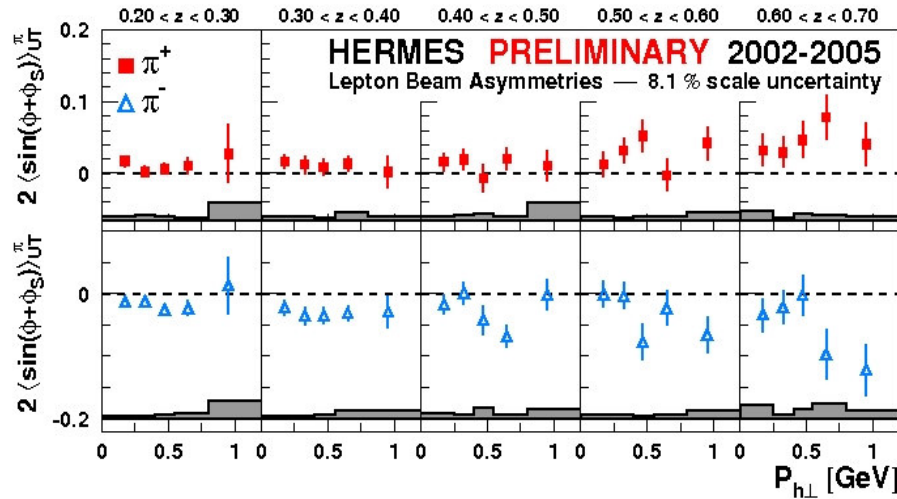 0.20 < z < 0.30 0.30 < z < 0.40 0.40 < z < 0.50 0.50 < z < 0.60 0.60 < z < 0.70
HERMES PRELIMINARY 2002-2005
Lepton Beam Asymmetries — 8.1 % scale uncertainty
π+
π-
2 ⟨sin(ϕ+ϕS)⟩πUT
0.2
0.1
0
2 ⟨sin(ϕ+ϕS)⟩πUT
0
-0.2
0 0.5 1 0 0.5 1 0 0.5 1 0 0.5 1 0 0.5 1
Ph⊥ [GeV]